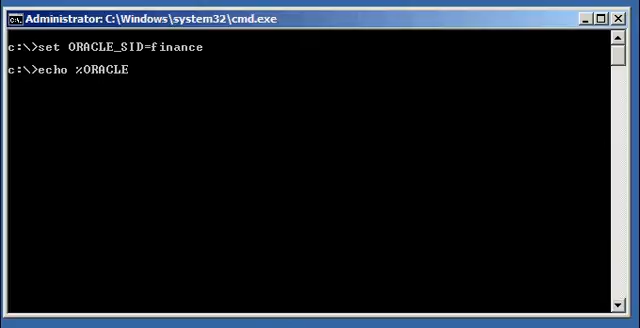 Administrator: C:\Windows\system32\cmd.exe
c:\>set ORACLE_SID=finance
c:\>echo %ORACLE